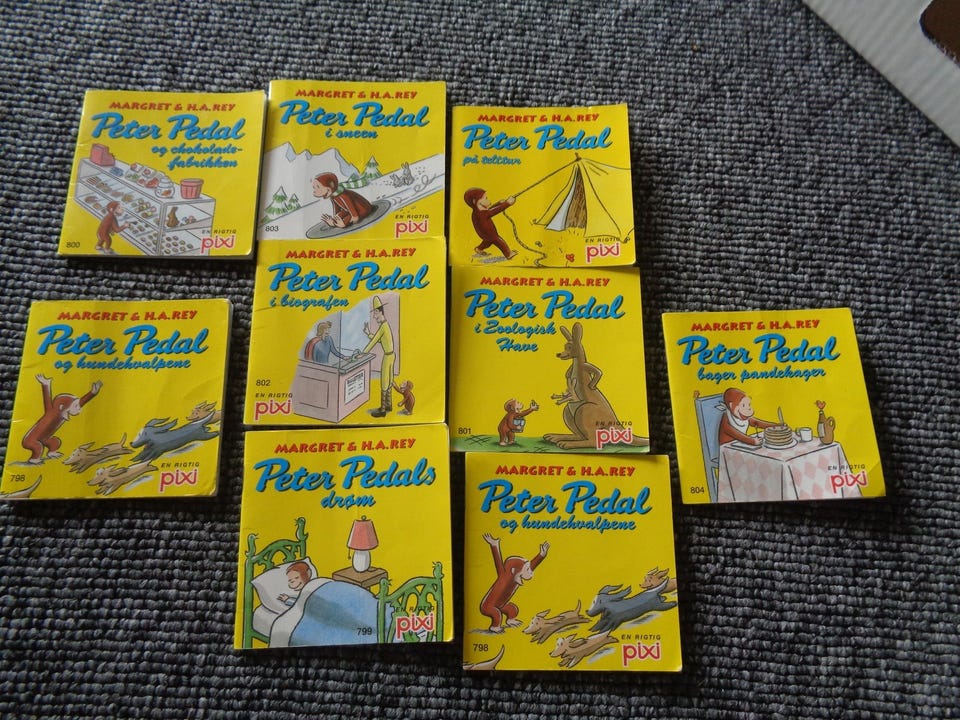 MARGRET & H.A.REY
Peter Pedal
og chokolade-
fabrikken
800
EN RIGTIG
pixi
MARGRET & H.A.REY
Peter Pedal
i sneen
803
EN RIGTIG
pixi
MARGRET & H.A.REY
Peter Pedal
på telttur
EN RIGTIG
pixi
MARGRET & H.A.REY
Peter Pedal
og hundehvalpene
798
EN RIGTIG
pixi
MARGRET & H.A.REY
Peter Pedal
i biografen
802
EN RIGTIG
pixi
MARGRET & H.A.REY
Peter Pedal
i Zoologisk
Have
801
EN RIGTIG
pixi
MARGRET & H.A.REY
Peter Pedal
bager pandekager
804
EN RIGTIG
pixi
MARGRET & H.A.REY
Peter Pedals
drøm
799
EN RIGTIG
pixi
MARGRET & H.A.REY
Peter Pedal
og hundehvalpene
798
EN RIGTIG
pixi